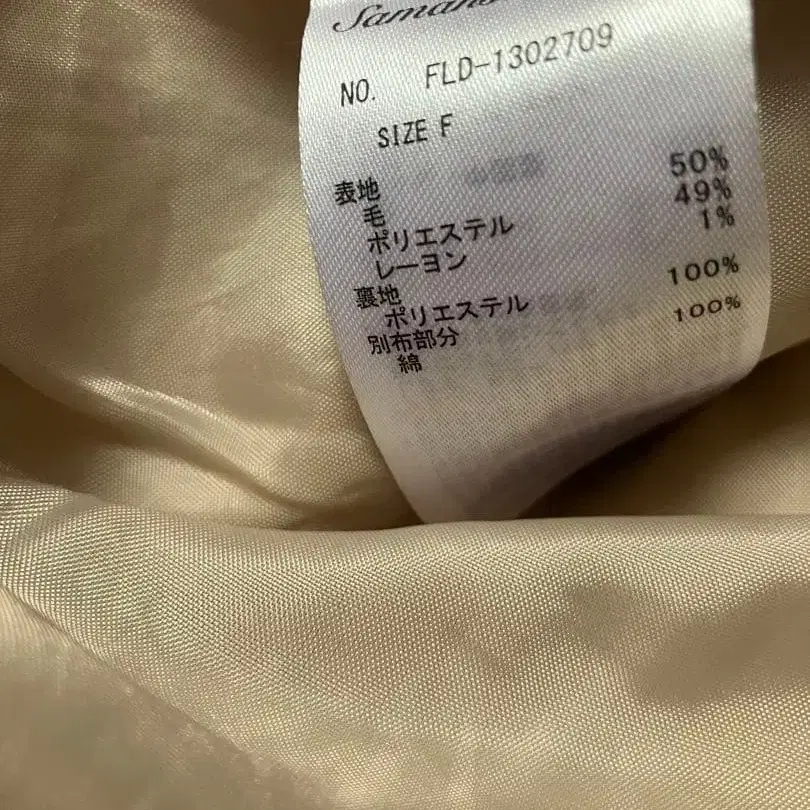 NO. FLD-1302709
SIZE F
表地
毛 50%
ポリエステル 49%
レーヨン 1%
裏地
ポリエステル 100%
別布部分
綿 100%